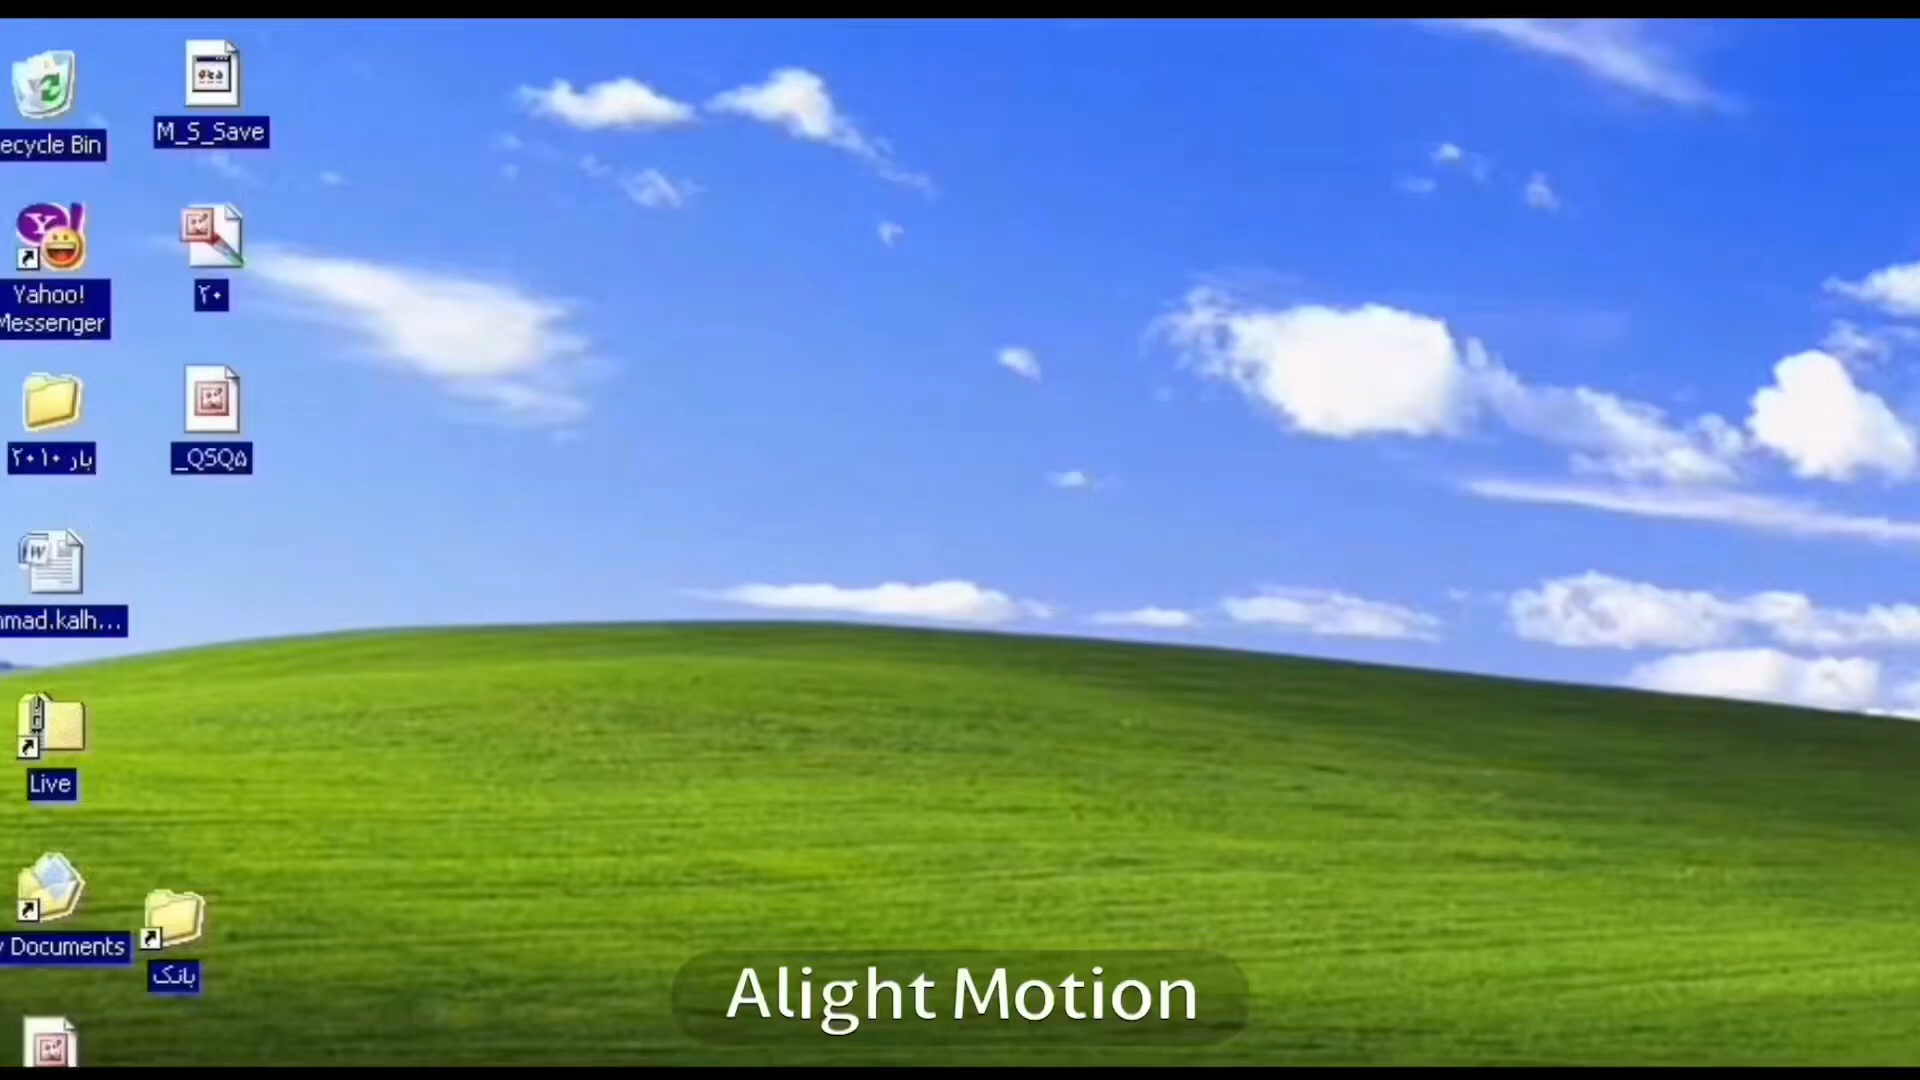 ecycle Bin
M_S_Save
Yahoo!
Messenger
۲۰
بار ۲۰۱۰
_QSQ۵
mad.kalh...
Live
Documents
بانک
Alight Motion